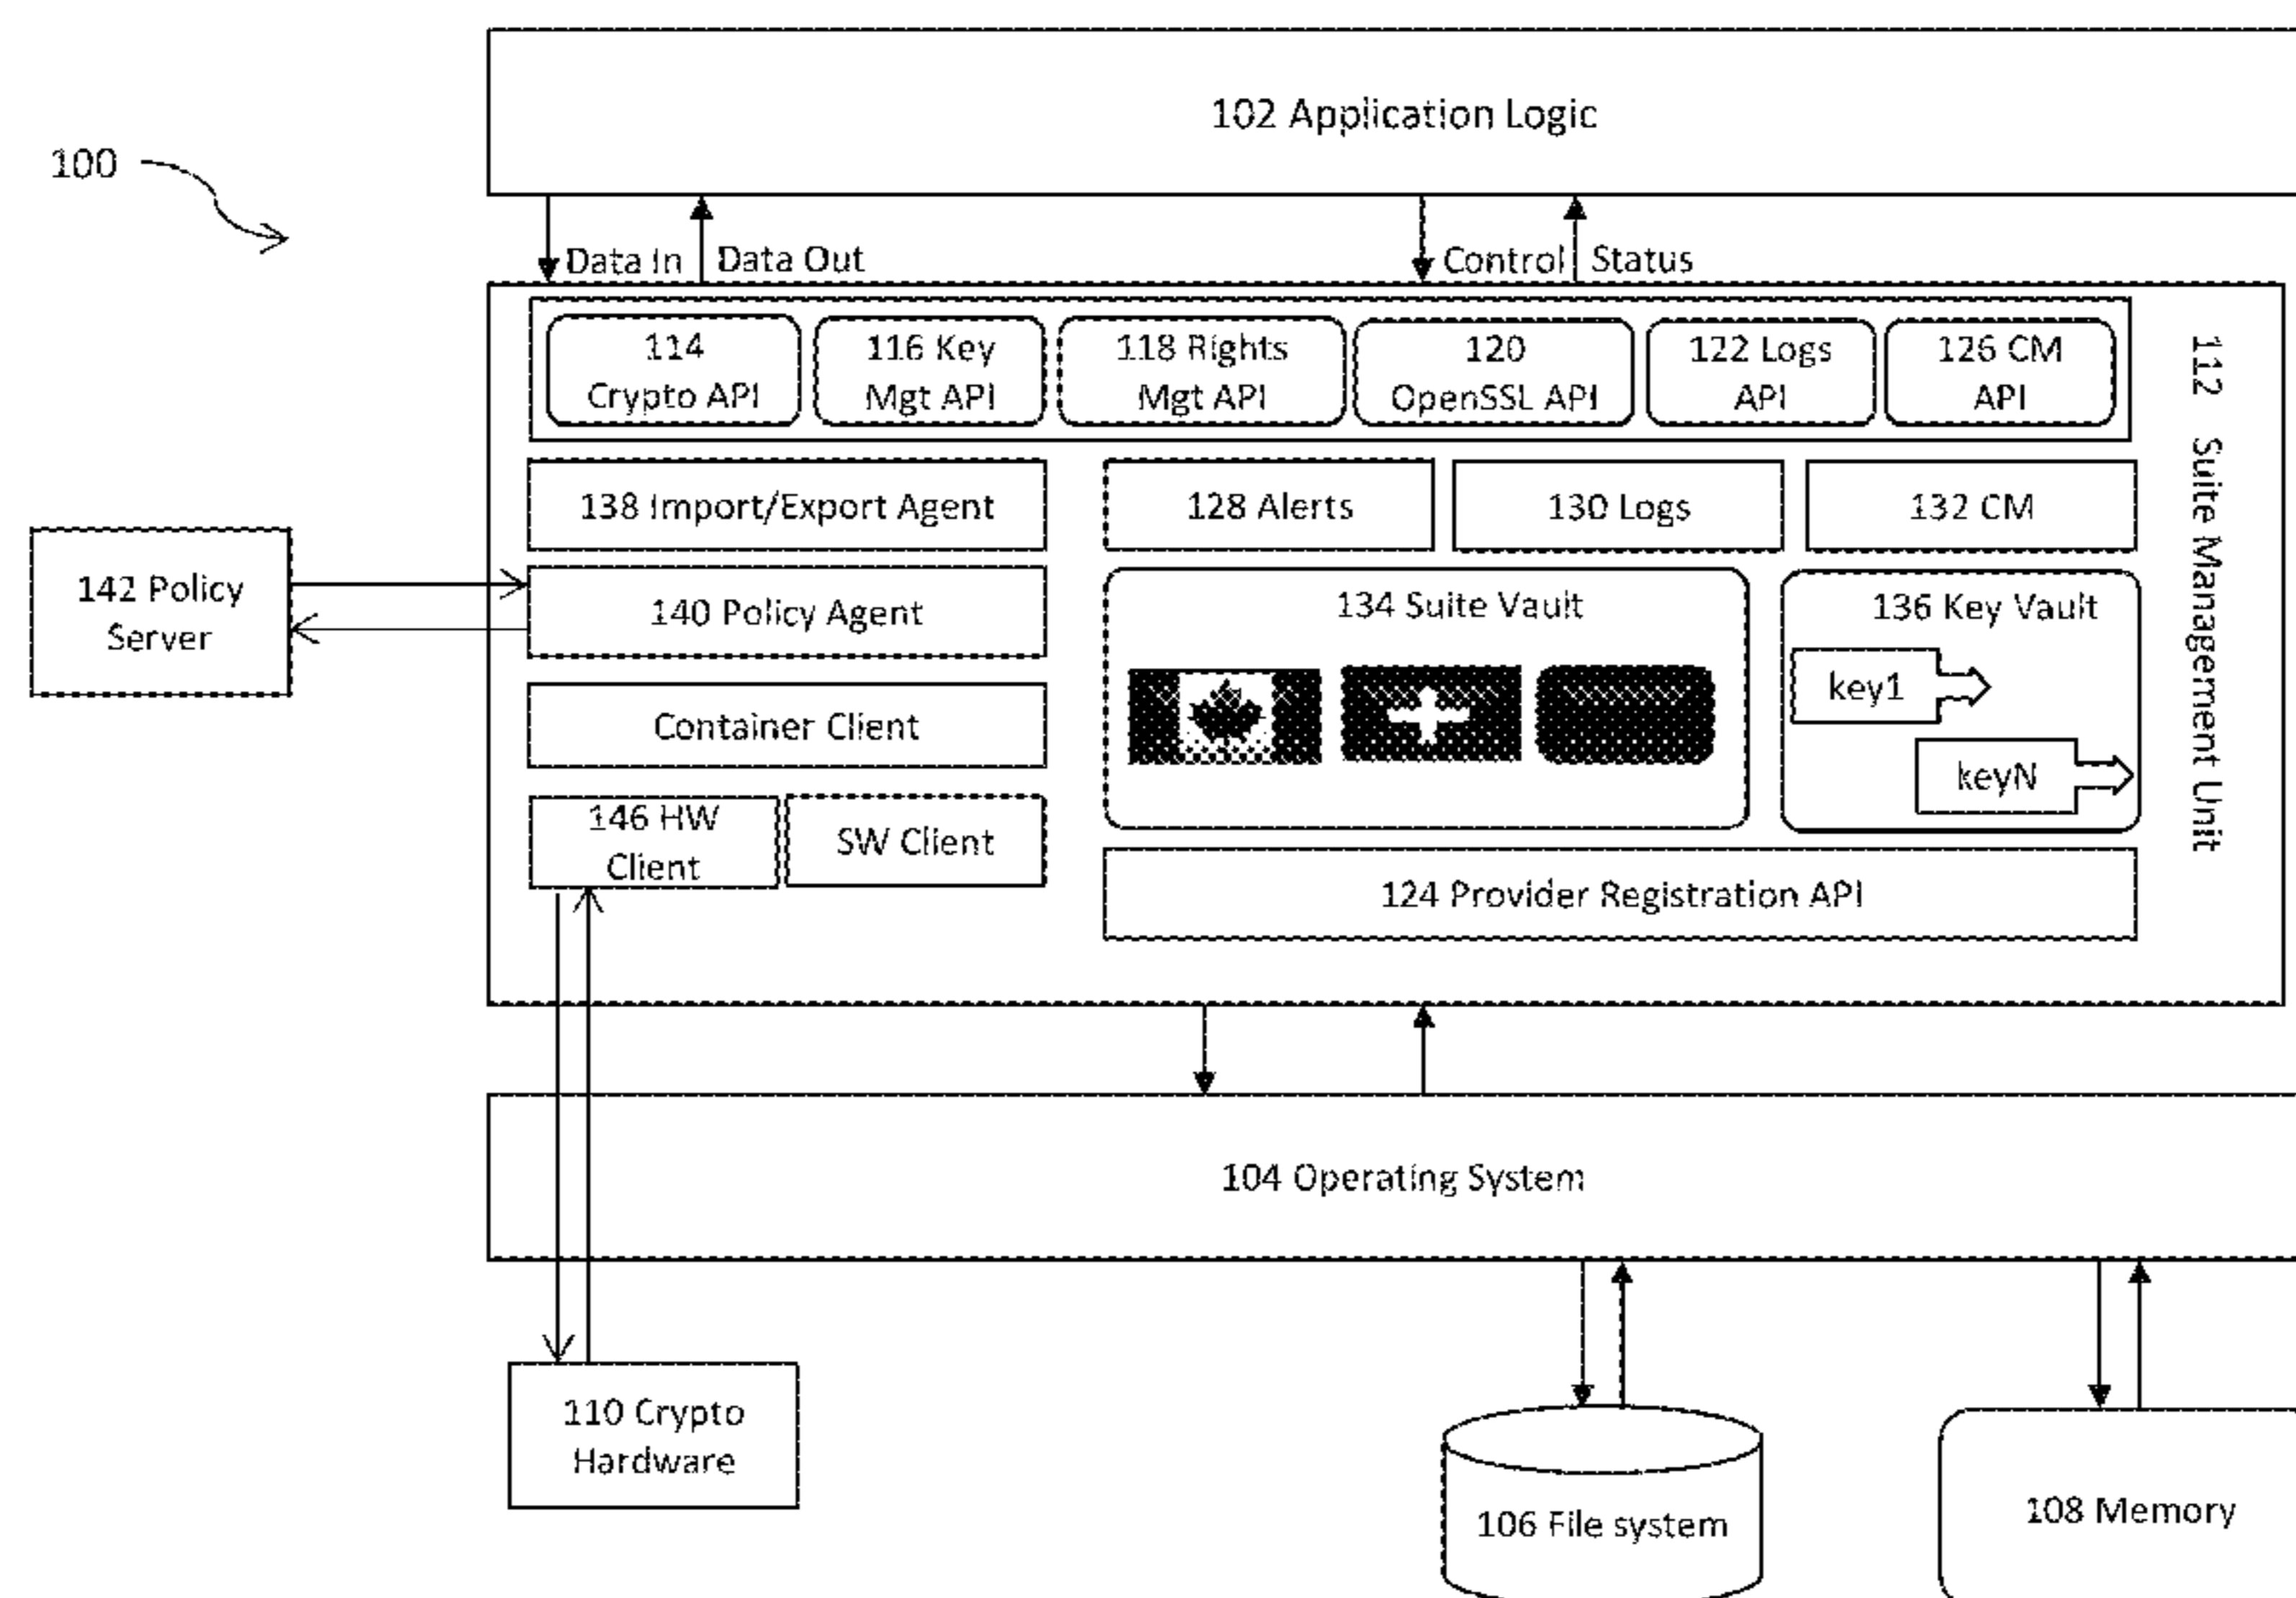 102 Application Logic
100
Data In
Data Out
Control
Status
114
Crypto API
116 Key
Mgt API
118 Rights
Mgt API
120
OpenSSL API
122 Logs
API
126 CM
API
112 Suite Management Unit
138 Import/Export Agent
128 Alerts
130 Logs
132 CM
142 Policy
Server
140 Policy Agent
134 Suite Vault
136 Key Vault
key1
keyN
Container Client
146 HW
Client
SW Client
124 Provider Registration API
104 Operating System
110 Crypto
Hardware
106 File system
108 Memory